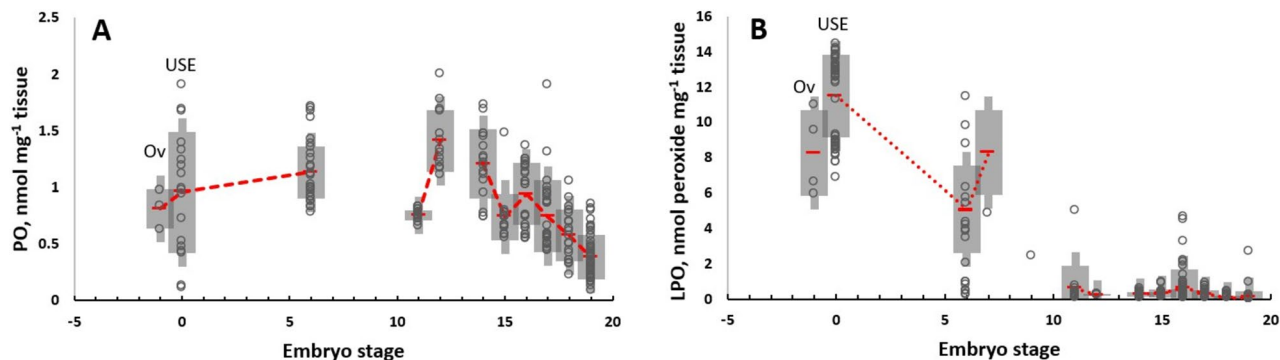 A
PO, nmol mg-1 tissue
2.5
2
1.5
1
0.5
0
USE
Ov
-5 0 5 10 15 20
Embryo stage
B
LPO, nmol peroxide mg-1 tissue
16
14
12
10
8
6
4
2
0
USE
Ov
-5 0 5 10 15 20
Embryo stage